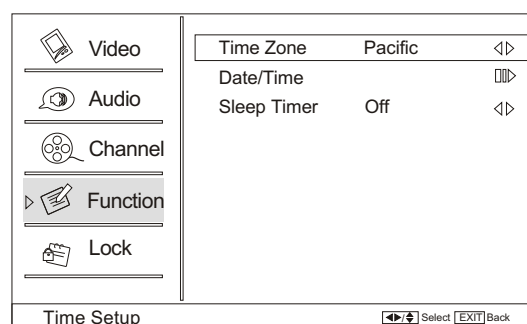 Video
Audio
Channel
Function
Lock
Time Zone Pacific
Date/Time
Sleep Timer Off
Time Setup
Select EXIT Back